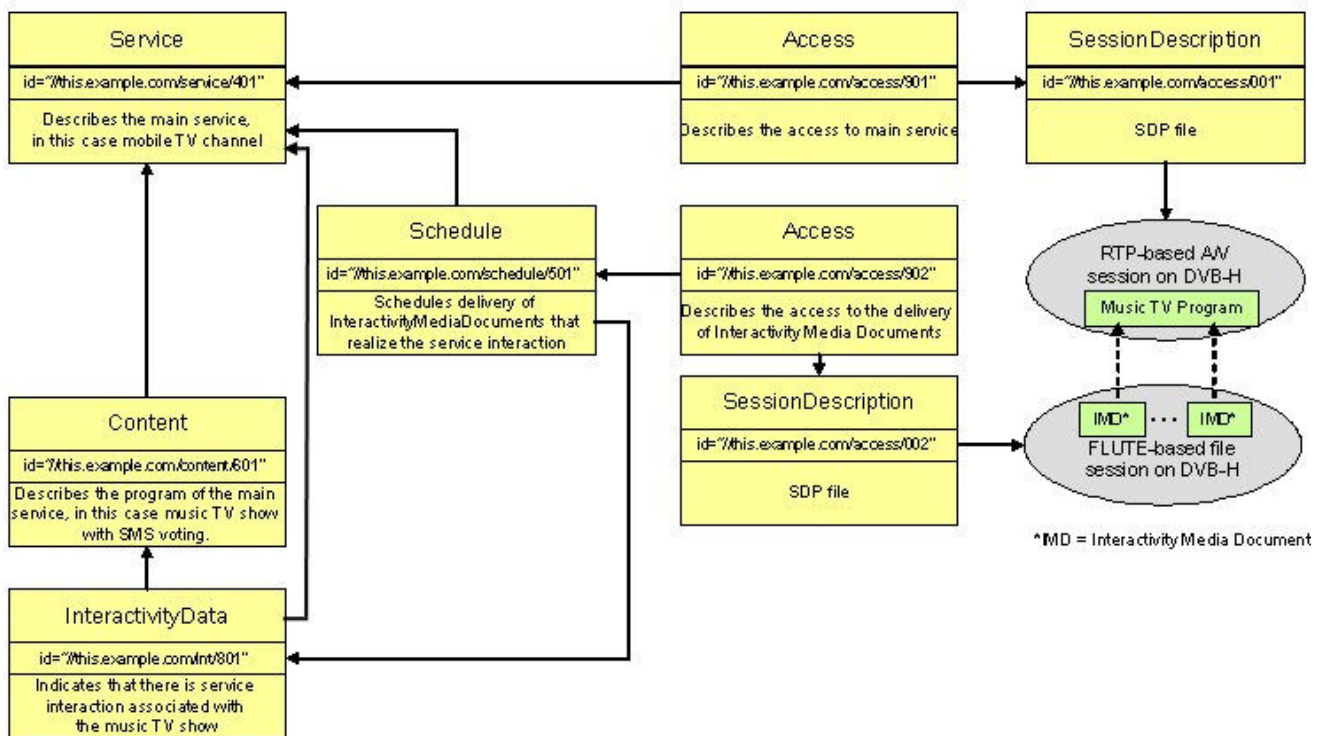 Service
id="//this.example.com/service/401"
Describes the main service,
in this case mobile TV channel
Access
id="//this.example.com/access/901"
Describes the access to main service
SessionDescription
id="//this.example.com/access/001"
SDP file
Schedule
id="//this.example.com/schedule/501"
Schedules delivery of
InteractivityMediaDocuments that
realize the service interaction
Access
id="//this.example.com/access/902"
Describes the access to the delivery
of Interactivity Media Documents
RTP-based A/V
session on DVB-H
Music TV Program
Content
id="//this.example.com/content/601"
Describes the program of the main
service, in this case music TV show
with SMS voting.
SessionDescription
id="//this.example.com/access/002"
SDP file
IMD* ... IMD*
FLUTE-based file
session on DVB-H
*IMD = Interactivity Media Document
InteractivityData
id="//this.example.com/int/801"
Indicates that there is service
interaction associated with
the music TV show